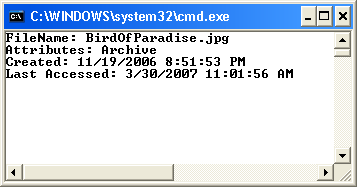 C:\WINDOWS\system32\cmd.exe
FileName: BirdOfParadise.jpg
Attributes: Archive
Created: 11/19/2006 8:51:53 PM
Last Accessed: 3/30/2007 11:01:56 AM